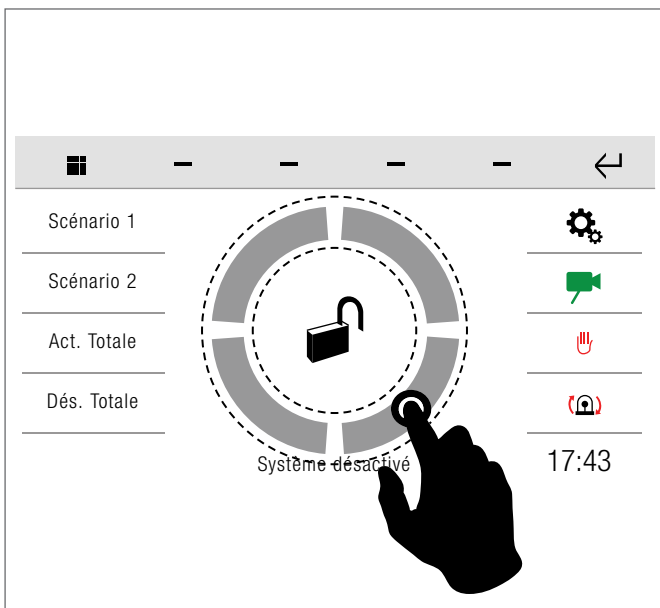 Scénario 1
Scénario 2
Act. Totale
Dés. Totale
Système désactivé
17:43